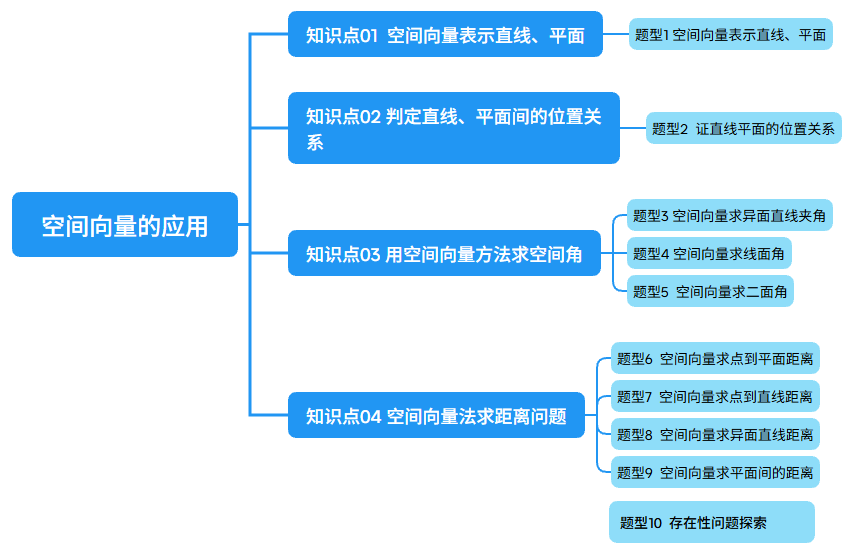 空间向量的应用
知识点01 空间向量表示直线、平面
题型1 空间向量表示直线、平面
知识点02 判定直线、平面间的位置关
系
题型2 证直线平面的位置关系
知识点03 用空间向量方法求空间角
题型3 空间向量求异面直线夹角
题型4 空间向量求线面角
题型5 空间向量求二面角
知识点04 空间向量法求距离问题
题型6 空间向量求点到平面距离
题型7 空间向量求点到直线距离
题型8 空间向量求异面直线距离
题型9 空间向量求平面间的距离
题型10 存在性问题探索